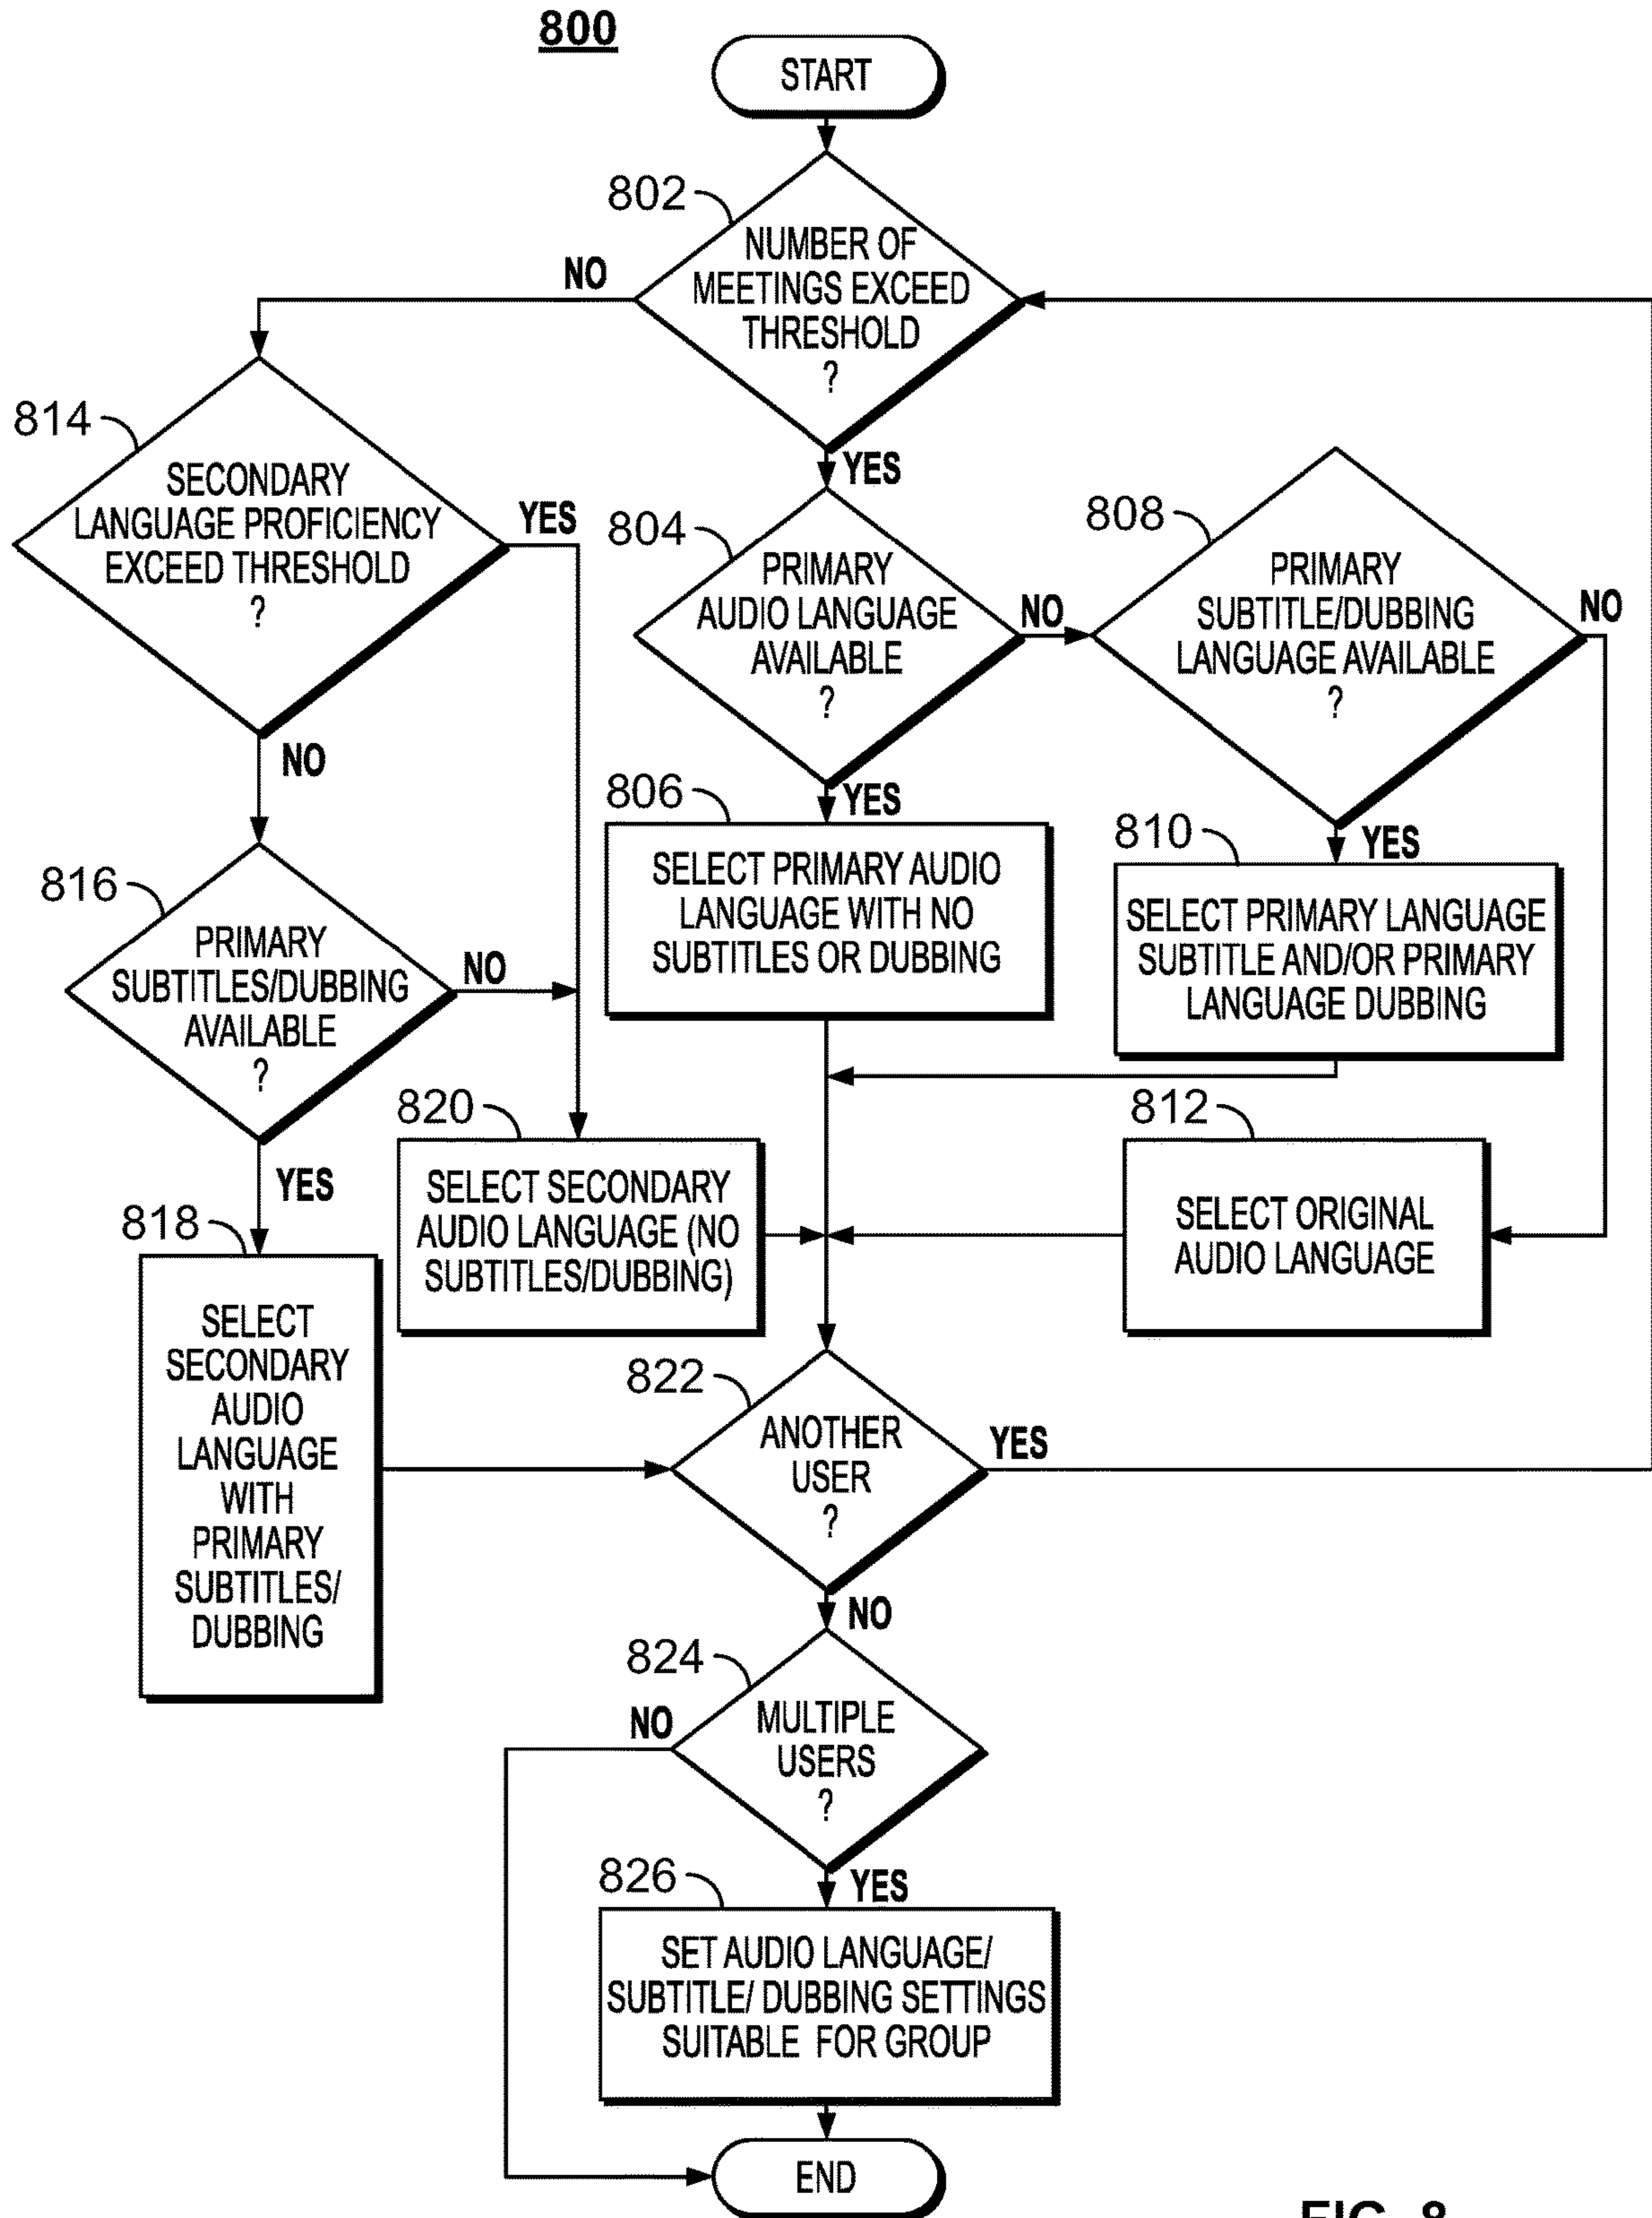 800
START
802
NUMBER OF
MEETINGS EXCEED
THRESHOLD
?
NO
YES
814
SECONDARY
LANGUAGE PROFICIENCY
EXCEED THRESHOLD
?
YES
NO
804
PRIMARY
AUDIO LANGUAGE
AVAILABLE
?
NO
YES
808
PRIMARY
SUBTITLE/DUBBING
LANGUAGE AVAILABLE
?
NO
YES
806
SELECT PRIMARY AUDIO
LANGUAGE WITH NO
SUBTITLES OR DUBBING
810
SELECT PRIMARY LANGUAGE
SUBTITLE AND/OR PRIMARY
LANGUAGE DUBBING
816
PRIMARY
SUBTITLES/DUBBING
AVAILABLE
?
NO
YES
820
SELECT SECONDARY
AUDIO LANGUAGE (NO
SUBTITLES/DUBBING)
812
SELECT ORIGINAL
AUDIO LANGUAGE
818
SELECT
SECONDARY
AUDIO
LANGUAGE
WITH
PRIMARY
SUBTITLES/
DUBBING
822
ANOTHER
USER
?
YES
NO
824
MULTIPLE
USERS
?
NO
YES
826
SET AUDIO LANGUAGE/
SUBTITLE/ DUBBING SETTINGS
SUITABLE FOR GROUP
END
FIG. 8